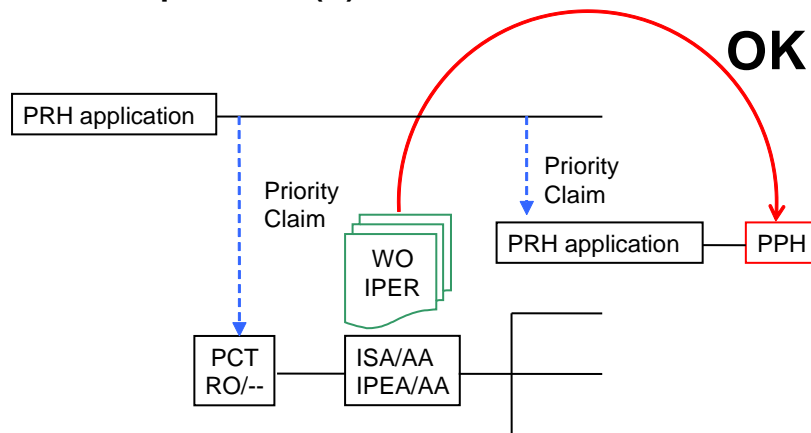 OK
PRH application
Priority
Claim
Priority
Claim
WO
IPER
PRH application
PPH
PCT
RO/--
ISA/AA
IPEA/AA